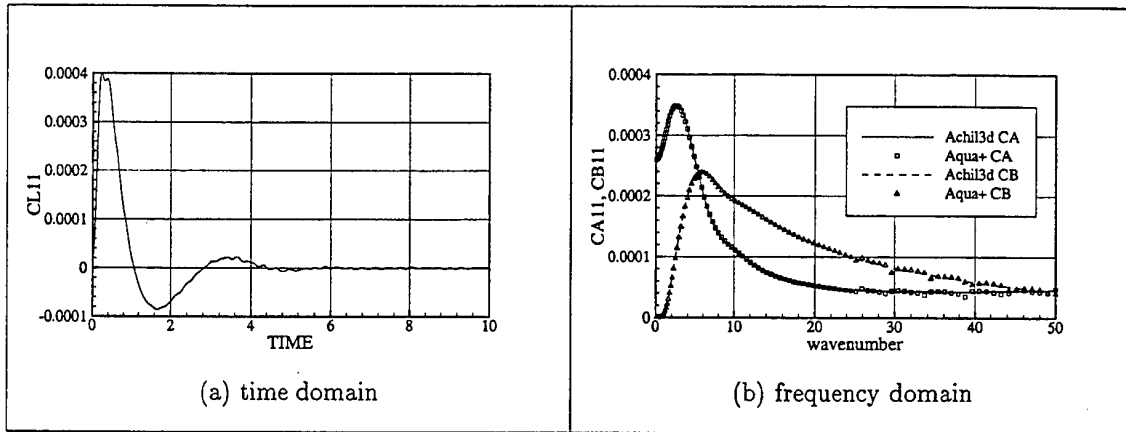 0.0004
0.0003
0.0002
0.0001
0
-0.0001
CL11
0 2 4 6 8 10
TIME
(a) time domain
0.0004
0.0003
0.0002
0.0001
0
CA11, CB11
Achil3d CA
Aqua+ CA
Achil3d CB
Aqua+ CB
0 10 20 30 40 50
wavenumber
(b) frequency domain